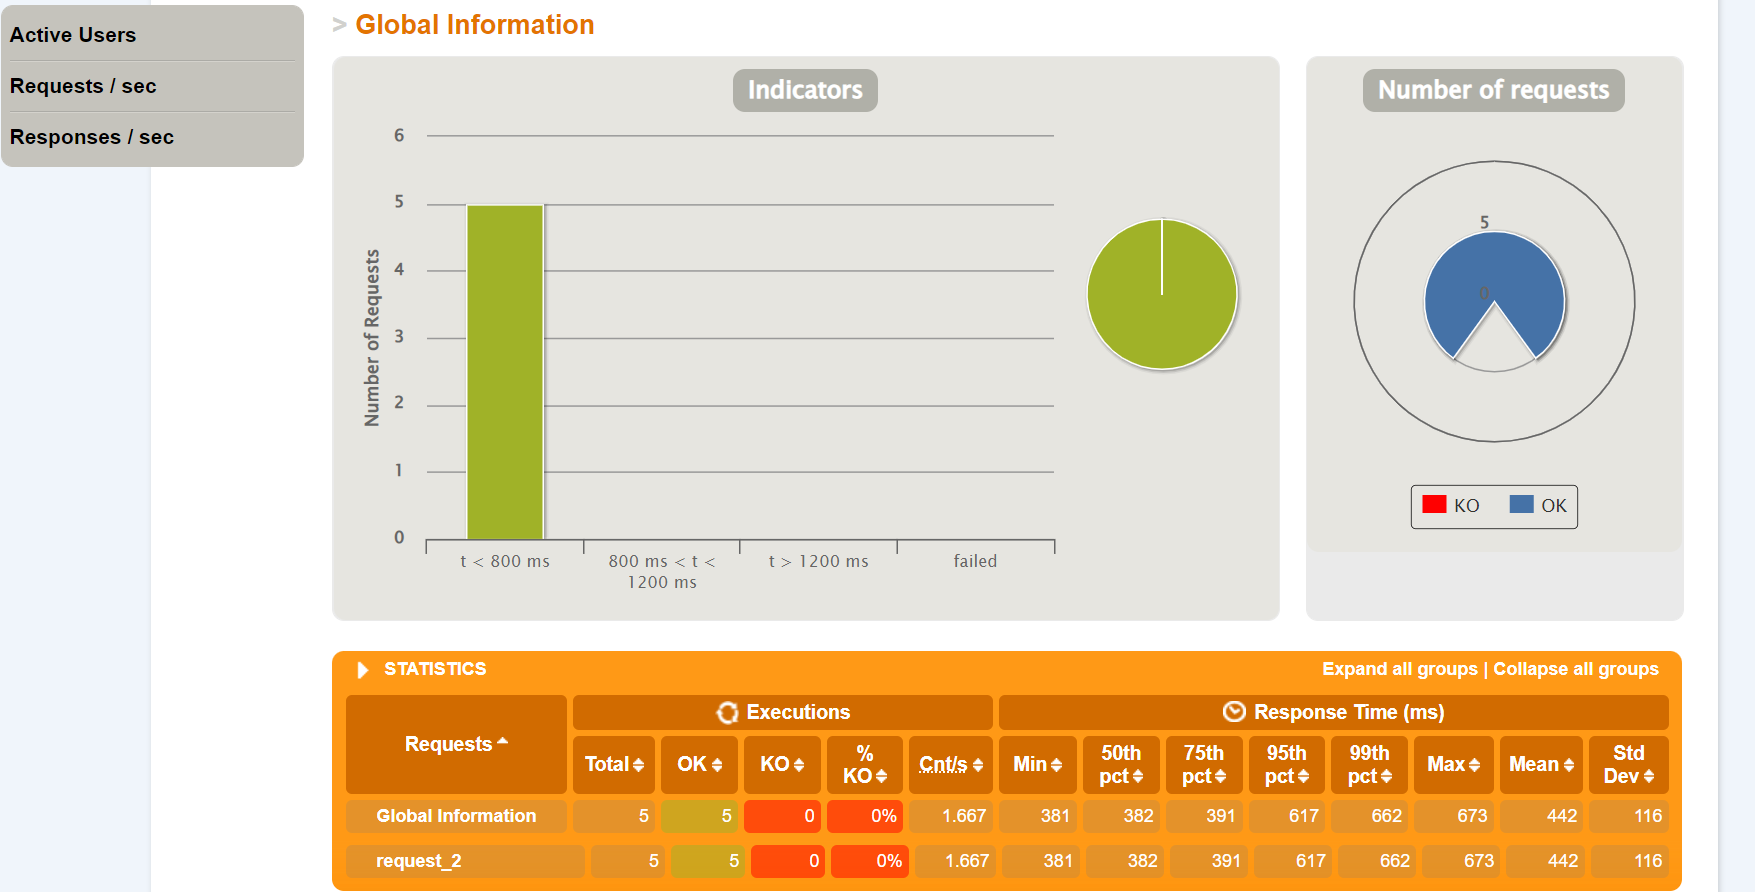 Active Users
Requests / sec
Responses / sec
> Global Information
Indicators
Number of Requests
6
5
4
3
2
1
0
t < 800 ms
800 ms < t <
1200 ms
t > 1200 ms
failed
Number of requests
5
0
KO OK
STATISTICS
Expand all groups | Collapse all groups
Requests
Executions
Response Time (ms)
Total OK KO % KO Cnt/s Min 50th pct 75th pct 95th pct 99th pct Max Mean Std Dev
Global Information 5 5 0 0% 1.667 381 382 391 617 662 673 442 116
request_2 5 5 0 0% 1.667 381 382 391 617 662 673 442 116